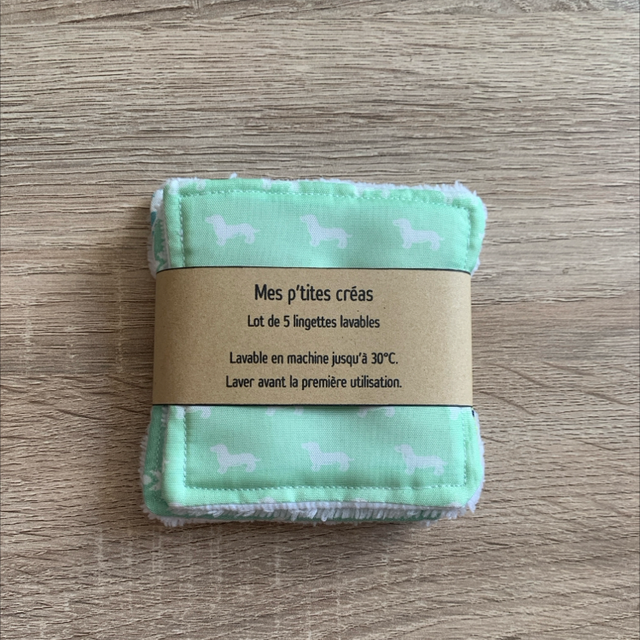 Mes p'tites créas
Lot de 5 lingettes lavables
Lavable en machine jusqu'à 30°C.
Laver avant la première utilisation.